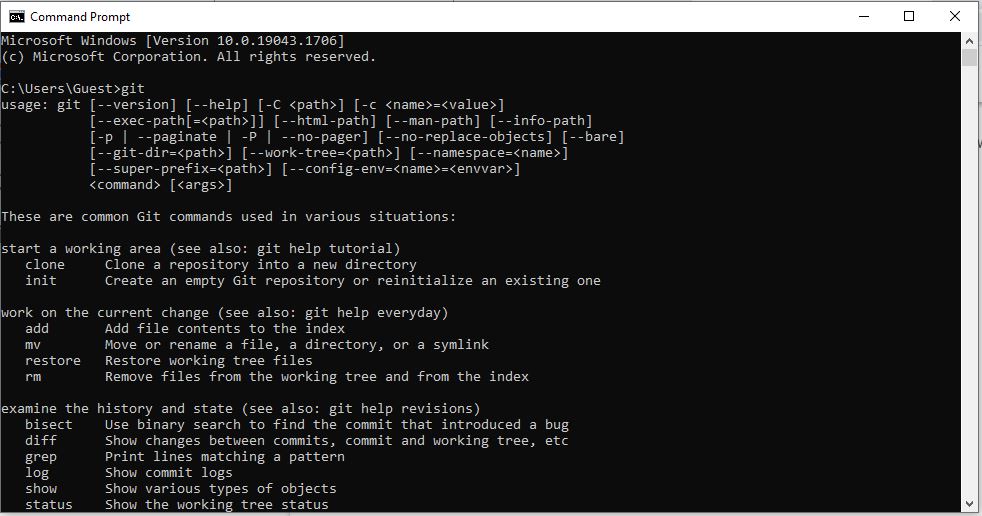 Command Prompt
Microsoft Windows [Version 10.0.19043.1706]
(c) Microsoft Corporation. All rights reserved.
C:\Users\Guest>git
usage: git [--version] [--help] [-C <path>] [-c <name>=<value>]
           [--exec-path[=<path>]] [--html-path] [--man-path] [--info-path]
           [-p | --paginate | -P | --no-pager] [--no-replace-objects] [--bare]
           [--git-dir=<path>] [--work-tree=<path>] [--namespace=<name>]
           [--super-prefix=<path>] [--config-env=<name>=<envvar>]
           <command> [<args>]
These are common Git commands used in various situations:
start a working area (see also: git help tutorial)
   clone     Clone a repository into a new directory
   init      Create an empty Git repository or reinitialize an existing one
work on the current change (see also: git help everyday)
   add       Add file contents to the index
   mv        Move or rename a file, a directory, or a symlink
   restore   Restore working tree files
   rm        Remove files from the working tree and from the index
examine the history and state (see also: git help revisions)
   bisect    Use binary search to find the commit that introduced a bug
   diff      Show changes between commits, commit and working tree, etc
   grep      Print lines matching a pattern
   log       Show commit logs
   show      Show various types of objects
   status    Show the working tree status